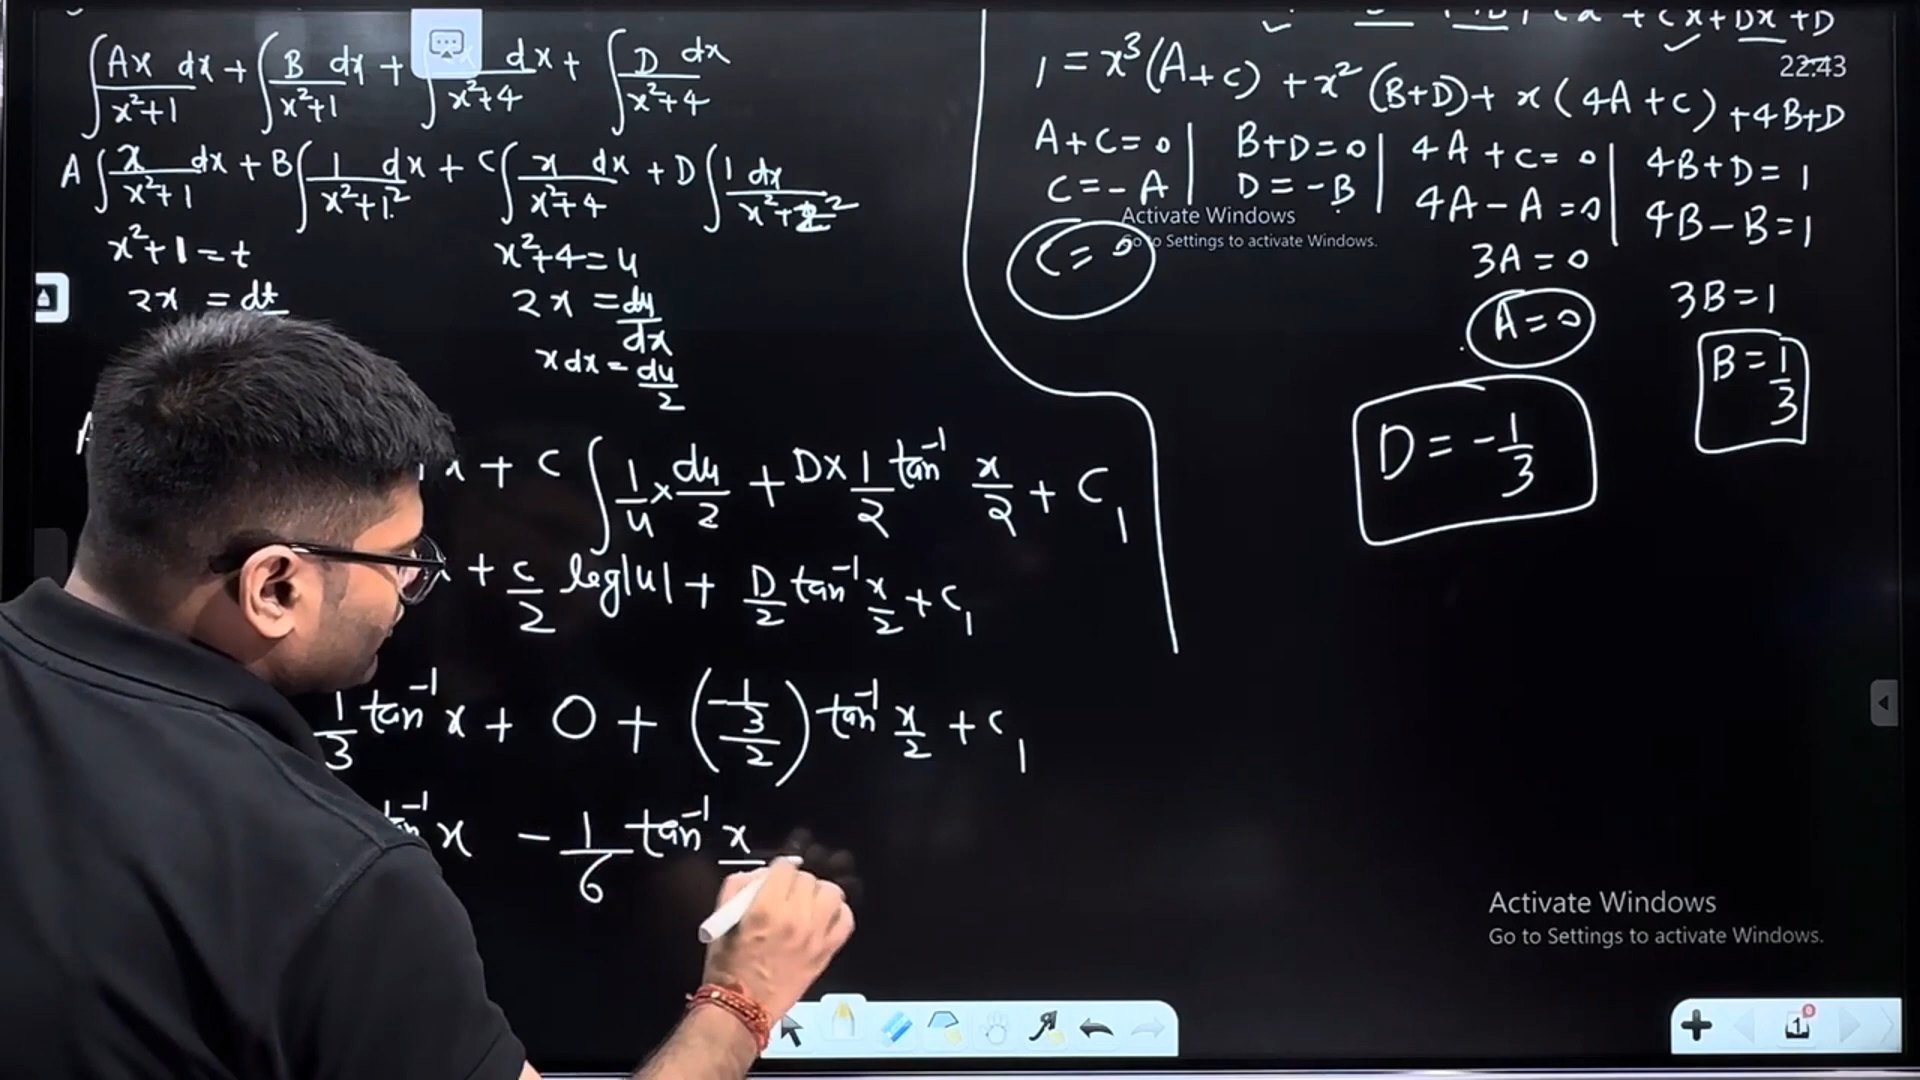 ∫ Ax dx / x²+1 + ∫ B dx / x²+1 + ∫ dx / x²+4 + ∫ D dx / x²+4
A ∫ x dx / x²+1 + B ∫ 1 dx / x²+1² + C ∫ x dx / x²+4 + D ∫ 1 dx / x²+2²
x²+1 = t
2x = dt
x²+4 = u
2x = du/dx
x dx = du/2
x + C ∫ 1/u × du/2 + D × 1/2 tan⁻¹ x/2 + C₁
+ C/2 log|u| + D/2 tan⁻¹ x/2 + C₁
1/3 tan⁻¹ x + 0 + (-1/3 / 2) tan⁻¹ x/2 + C₁
tan⁻¹ x - 1/6 tan⁻¹ x
+ Cx + Dx + D
22:43
1 = x³(A+C) + x²(B+D) + x(4A+C) + 4B+D
A+C=0 | B+D=0 | 4A+C=0 | 4B+D=1
C=-A | D=-B | 4A-A=0 | 4B-B=1
C=0
3A=0
A=0
3B=1
B=1/3
D=-1/3
Activate Windows
Go to Settings to activate Windows.
Activate Windows
Go to Settings to activate Windows.
1